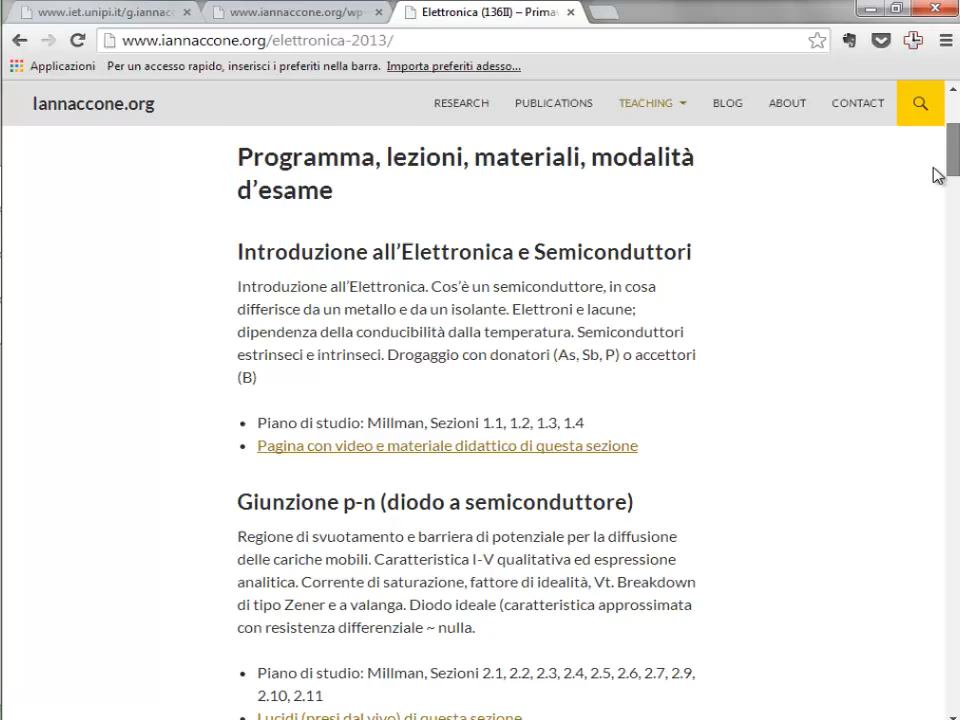 www.iet.unipi.it/g.iannacc
www.iannaccone.org/wp
Elettronica (136II) – Prima
www.iannaccone.org/elettronica-2013/
Applicazioni Per un accesso rapido, inserisci i preferiti nella barra. Importa preferiti adesso...
Iannaccone.org RESEARCH PUBLICATIONS TEACHING BLOG ABOUT CONTACT
Programma, lezioni, materiali, modalità
d’esame
Introduzione all’Elettronica e Semiconduttori
Introduzione all’Elettronica. Cos’è un semiconduttore, in cosa
differisce da un metallo e da un isolante. Elettroni e lacune;
dipendenza della conducibilità dalla temperatura. Semiconduttori
estrinseci e intrinseci. Drogaggio con donatori (As, Sb, P) o accettori
(B)
• Piano di studio: Millman, Sezioni 1.1, 1.2, 1.3, 1.4
• Pagina con video e materiale didattico di questa sezione
Giunzione p-n (diodo a semiconduttore)
Regione di svuotamento e barriera di potenziale per la diffusione
delle cariche mobili. Caratteristica I-V qualitativa ed espressione
analitica. Corrente di saturazione, fattore di idealità, Vt. Breakdown
di tipo Zener e a valanga. Diodo ideale (caratteristica approssimata
con resistenza differenziale ~ nulla.
• Piano di studio: Millman, Sezioni 2.1, 2.2, 2.3, 2.4, 2.5, 2.6, 2.7, 2.9,
2.10, 2.11
Lucidi (presi dal vivo) di questa sezione